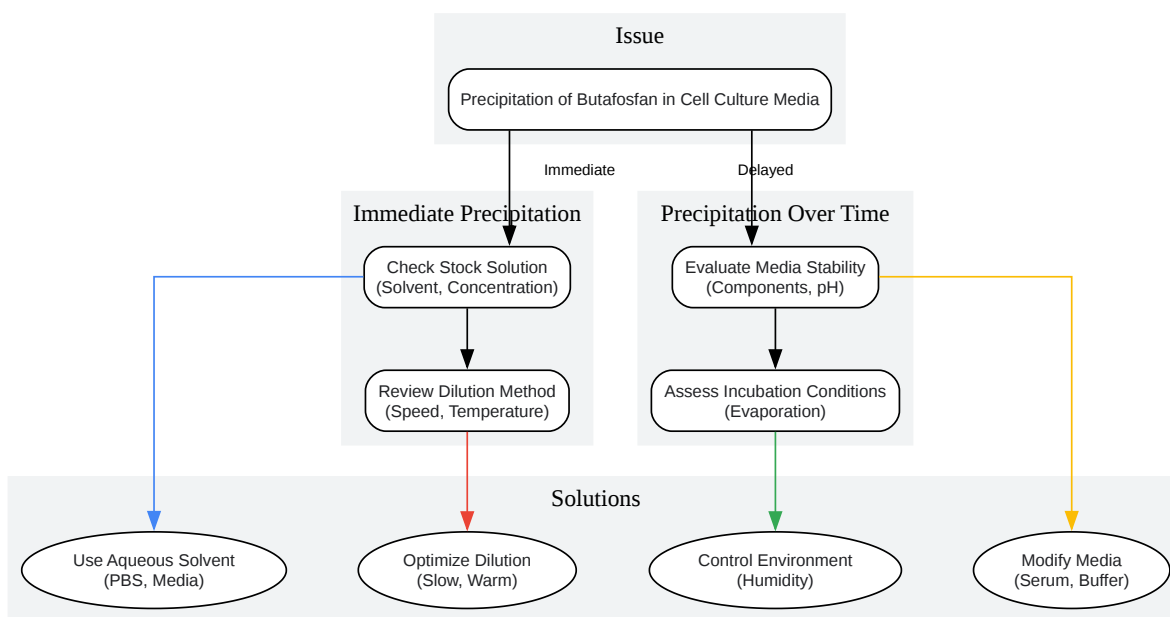 Issue
Precipitation of Butafosfan in Cell Culture Media
Immediate
Delayed
Immediate Precipitation
Precipitation Over Time
Check Stock Solution
(Solvent, Concentration)
Evaluate Media Stability
(Components, pH)
Review Dilution Method
(Speed, Temperature)
Assess Incubation Conditions
(Evaporation)
Solutions
Use Aqueous Solvent
(PBS, Media)
Optimize Dilution
(Slow, Warm)
Control Environment
(Humidity)
Modify Media
(Serum, Buffer)